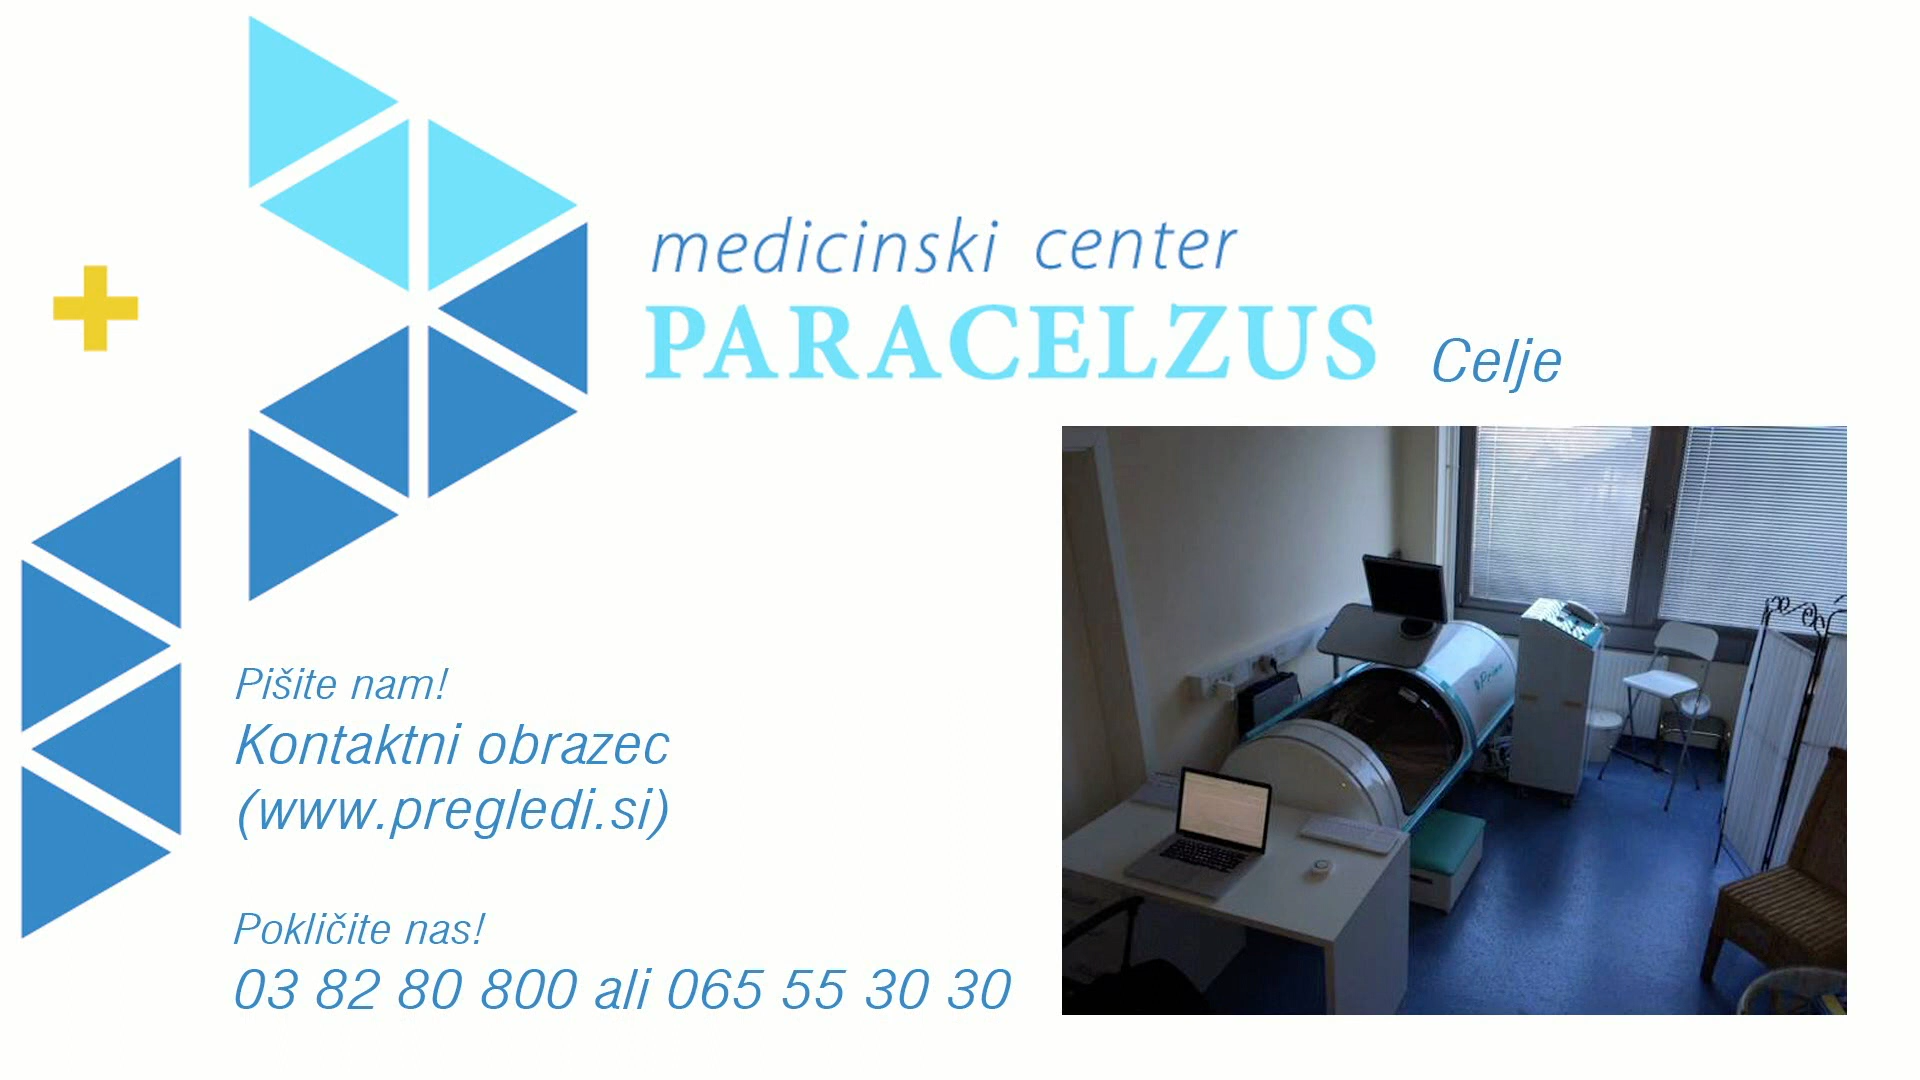 medicinski center
PARACELZUS
Celje
Pišite nam!
Kontaktni obrazec
(www.pregledi.si)
Pokličite nas!
03 82 80 800 ali 065 55 30 30